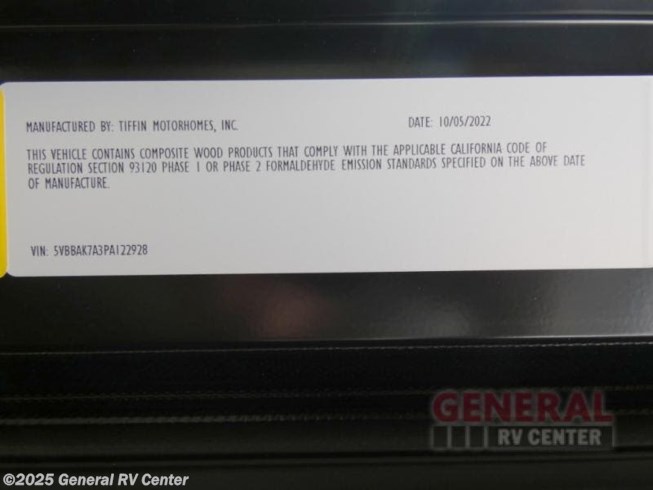 MANUFACTURED BY: TIFFIN MOTORHOMES, INC. DATE: 10/05/2022
THIS VEHICLE CONTAINS COMPOSITE WOOD PRODUCTS THAT COMPLY WITH THE APPLICABLE CALIFORNIA CODE OF
REGULATION SECTION 93120 PHASE 1 OR PHASE 2 FORMALDEHYDE EMISSION STANDARDS SPECIFIED ON THE ABOVE DATE
OF MANUFACTURE.
VIN: 5VBBAK7A3PA122928
GENERAL
RV CENTER
©2025 General RV Center